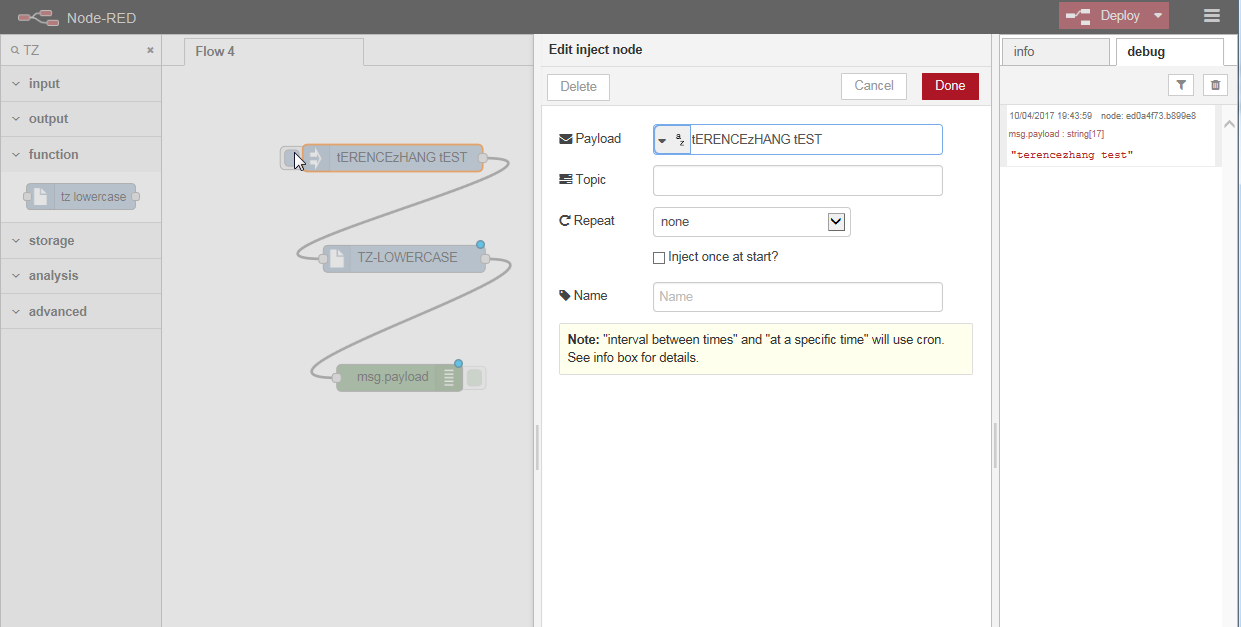 Node-RED
Deploy
TZ
input
output
function
tz lowercase
storage
analysis
advanced
Flow 4
tERENCEzHANG tEST
TZ-LOWERCASE
msg.payload
Edit inject node
Delete
Cancel
Done
Payload
a
z
tERENCEzHANG tEST
Topic
Repeat
none
Inject once at start?
Name
Name
Note: "interval between times" and "at a specific time" will use cron.
See info box for details.
info
debug
10/04/2017 19:43:59 node: ed0a4f73.b899e8
msg.payload : string[17]
"terencezhang test"